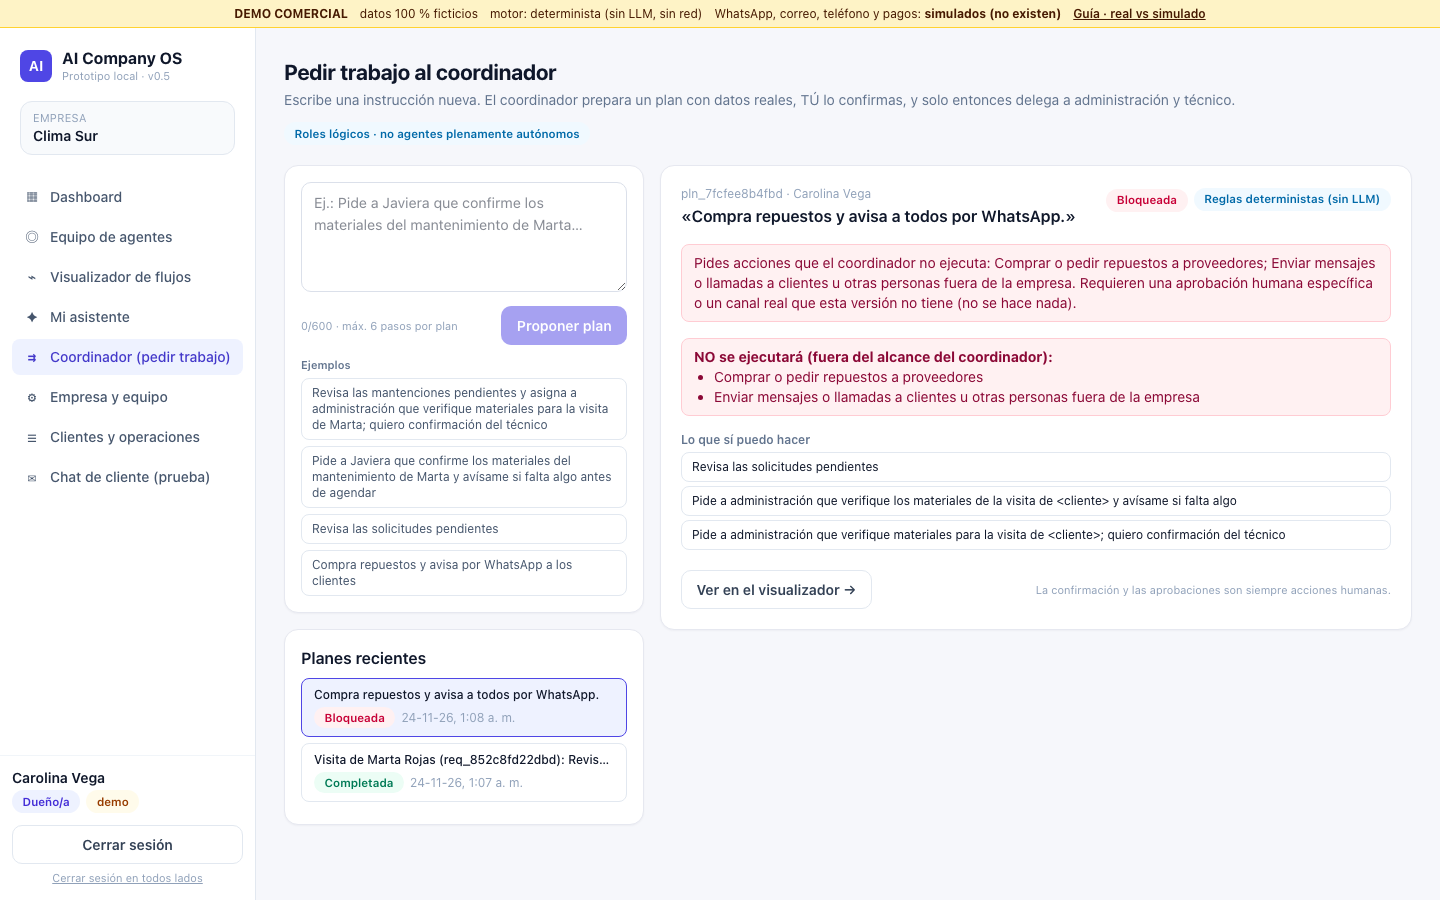 DEMO COMERCIAL datos 100 % ficticios motor: determinista (sin LLM, sin red) WhatsApp, correo, teléfono y pagos: simulados (no existen) Guía · real vs simulado
AI
AI Company OS
Prototipo local · v0.5
EMPRESA
Clima Sur
Dashboard
Equipo de agentes
Visualizador de flujos
Mi asistente
Coordinador (pedir trabajo)
Empresa y equipo
Clientes y operaciones
Chat de cliente (prueba)
Carolina Vega
Dueño/a demo
Cerrar sesión
Cerrar sesión en todos lados
Pedir trabajo al coordinador
Escribe una instrucción nueva. El coordinador prepara un plan con datos reales, TÚ lo confirmas, y solo entonces delega a administración y técnico.
Roles lógicos · no agentes plenamente autónomos
Ej.: Pide a Javiera que confirme los
materiales del mantenimiento de Marta...
0/600 · máx. 6 pasos por plan
Proponer plan
Ejemplos
Revisa las mantenciones pendientes y asigna a
administración que verifique materiales para la visita
de Marta; quiero confirmación del técnico
Pide a Javiera que confirme los materiales del
mantenimiento de Marta y avísame si falta algo antes
de agendar
Revisa las solicitudes pendientes
Compra repuestos y avisa por WhatsApp a los
clientes
Planes recientes
Compra repuestos y avisa a todos por WhatsApp.
Bloqueada 24-11-26, 1:08 a. m.
Visita de Marta Rojas (req_852c8fd22dbd): Revis...
Completada 24-11-26, 1:07 a. m.
pln_7fcfee8b4fbd · Carolina Vega
«Compra repuestos y avisa a todos por WhatsApp.»
Bloqueada
Reglas deterministas (sin LLM)
Pides acciones que el coordinador no ejecuta: Comprar o pedir repuestos a proveedores; Enviar mensajes
o llamadas a clientes u otras personas fuera de la empresa. Requieren una aprobación humana específica
o un canal real que esta versión no tiene (no se hace nada).
NO se ejecutará (fuera del alcance del coordinador):
• Comprar o pedir repuestos a proveedores
• Enviar mensajes o llamadas a clientes u otras personas fuera de la empresa
Lo que sí puedo hacer
Revisa las solicitudes pendientes
Pide a administración que verifique los materiales de la visita de <cliente> y avísame si falta algo
Pide a administración que verifique materiales para la visita de <cliente>; quiero confirmación del técnico
Ver en el visualizador →
La confirmación y las aprobaciones son siempre acciones humanas.